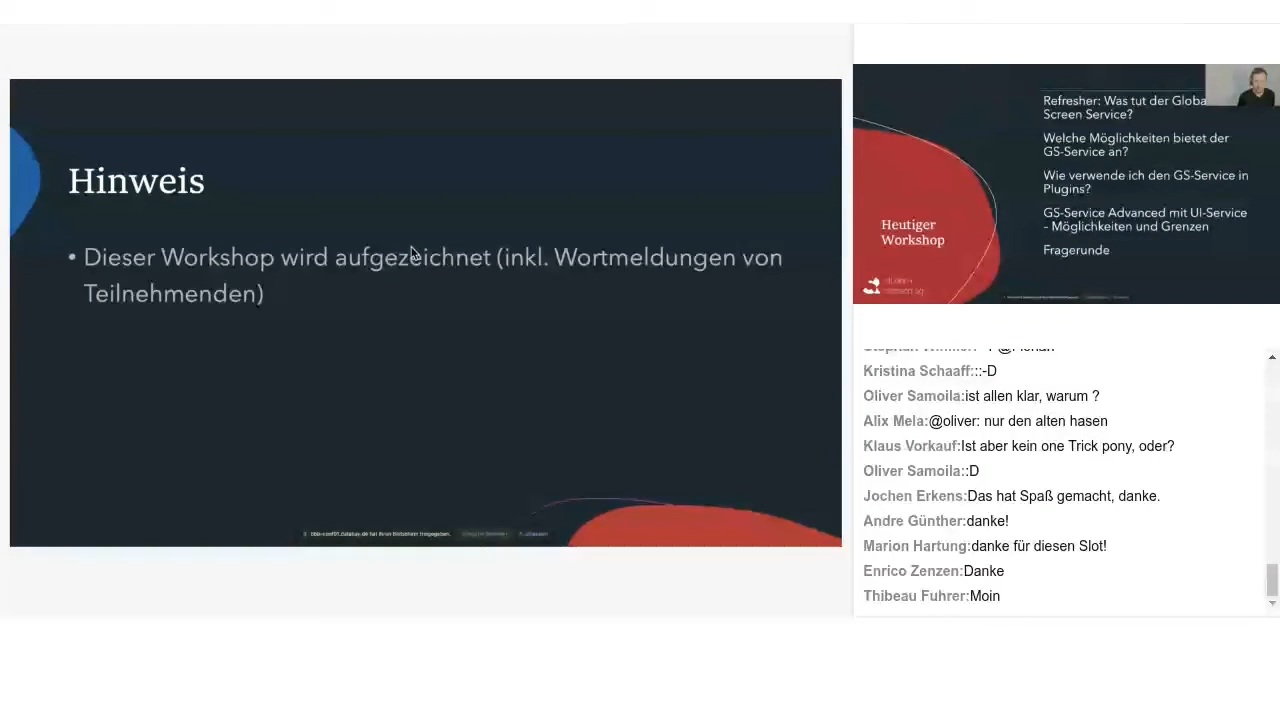 Hinweis
• Dieser Workshop wird aufgezeichnet (inkl. Wortmeldungen von
Teilnehmenden)
Refresher: Was tut der Globa
Screen Service?
Welche Möglichkeiten bietet der
GS-Service an?
Wie verwende ich den GS-Service in
Plugins?
GS-Service Advanced mit UI-Service
- Möglichkeiten und Grenzen
Fragerunde
Heutiger
Workshop
Kristina Schaaff:::-D
Oliver Samoila:ist allen klar, warum ?
Alix Mela:@oliver: nur den alten hasen
Klaus Vorkauf:Ist aber kein one Trick pony, oder?
Oliver Samoila::D
Jochen Erkens:Das hat Spaß gemacht, danke.
Andre Günther:danke!
Marion Hartung:danke für diesen Slot!
Enrico Zenzen:Danke
Thibeau Fuhrer:Moin